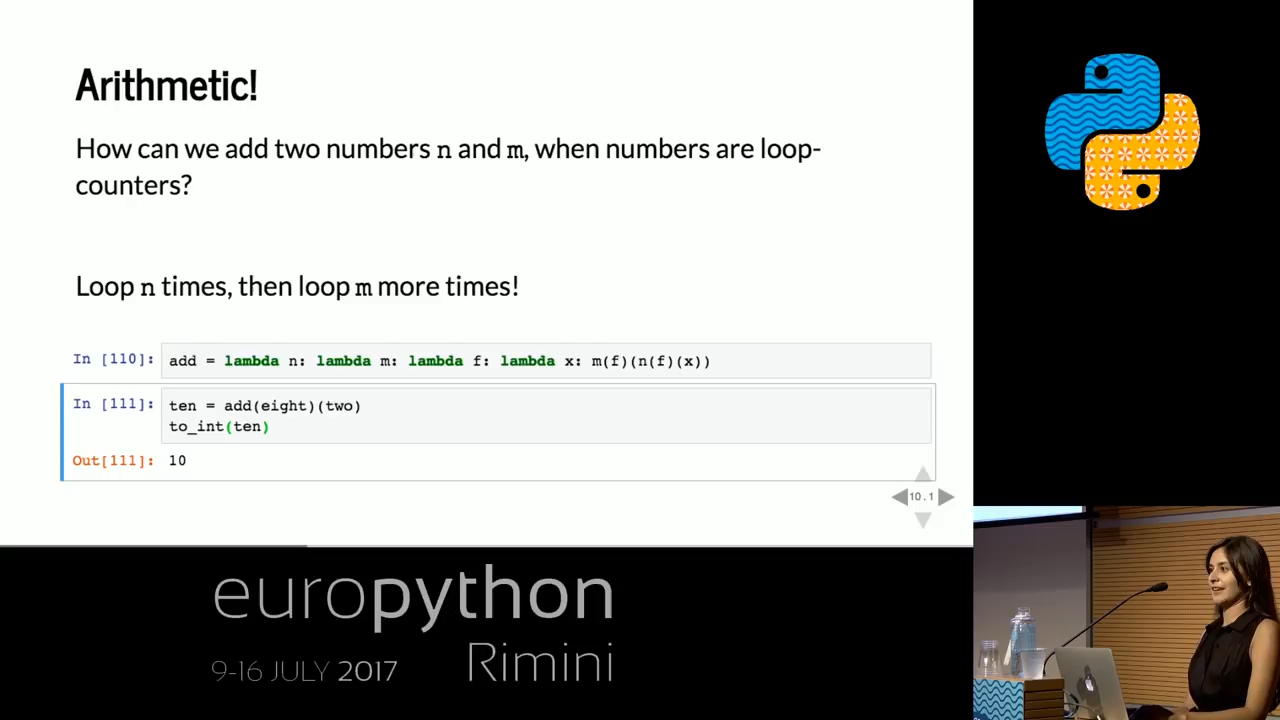 Arithmetic!
How can we add two numbers n and m, when numbers are loop-
counters?
Loop n times, then loop m more times!
In [110]: add = lambda n: lambda m: lambda f: lambda x: m(f)(n(f)(x))
In [111]: ten = add(eight)(two)
to_int(ten)
Out[111]: 10
10.1
europython
9-16 JULY 2017 Rimini